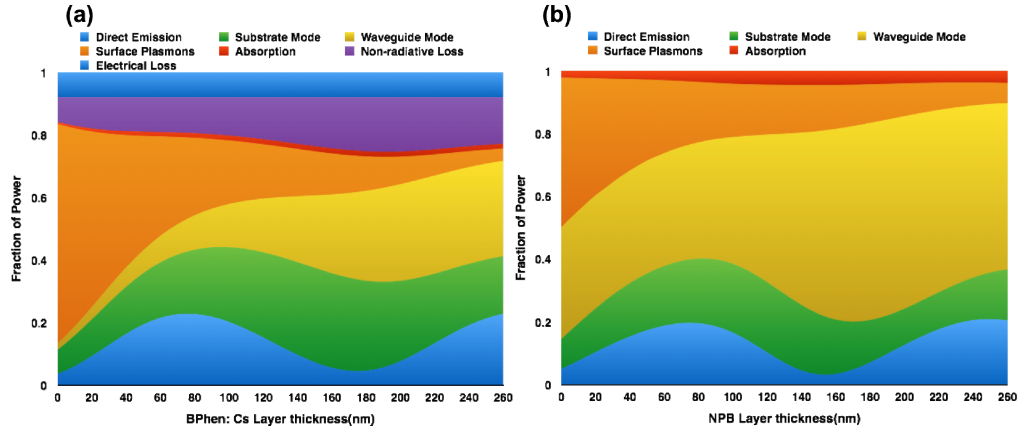 (a)
Direct Emission Substrate Mode Waveguide Mode
Surface Plasmons Absorption Non-radiative Loss
Electrical Loss
1
0.8
0.6
0.4
0.2
0
Fraction of Power
0 20 40 60 80 100 120 140 160 180 200 220 240 260
BPhen: Cs Layer thickness(nm)
(b)
Direct Emission Substrate Mode Waveguide Mode
Surface Plasmons Absorption
1
0.8
0.6
0.4
0.2
0
Fraction of Power
0 20 40 60 80 100 120 140 160 180 200 220 240 260
NPB Layer thickness(nm)